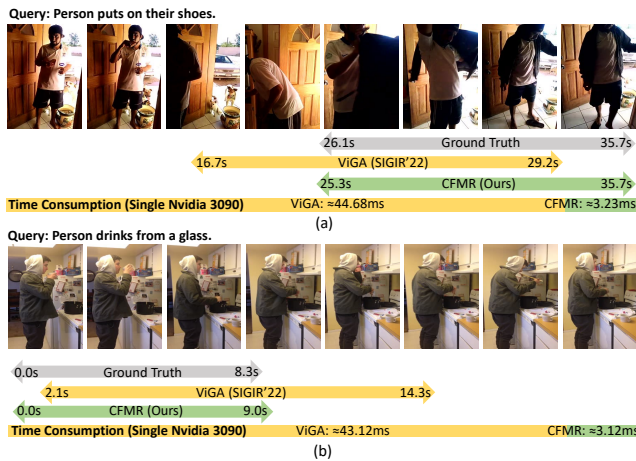 Query: Person puts on their shoes.
26.1s Ground Truth 35.7s
16.7s ViGA (SIGIR'22) 29.2s
25.3s CFMR (Ours) 35.7s
Time Consumption (Single Nvidia 3090) ViGA: ≈44.68ms CFMR: ≈3.23ms
(a)
Query: Person drinks from a glass.
0.0s Ground Truth 8.3s
2.1s ViGA (SIGIR'22) 14.3s
0.0s CFMR (Ours) 9.0s
Time Consumption (Single Nvidia 3090) ViGA: ≈43.12ms CFMR: ≈3.12ms
(b)